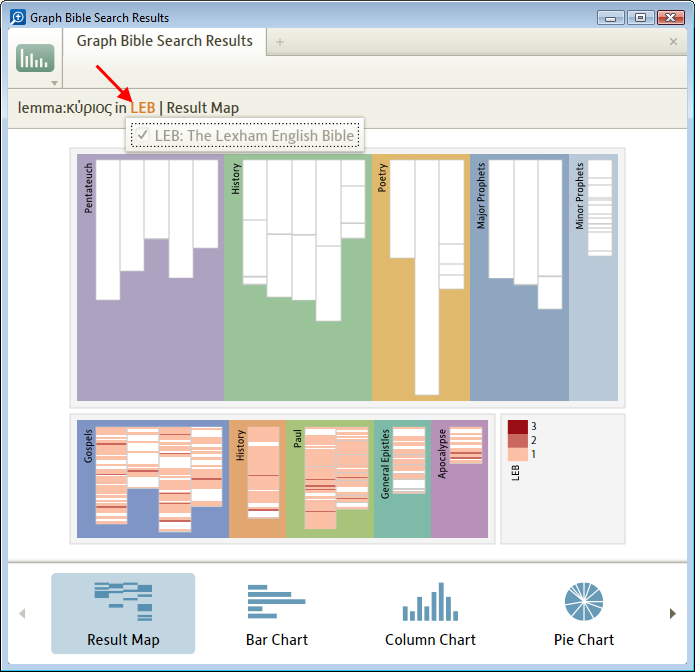 Graph Bible Search Results
Graph Bible Search Results
lemma:κύριος in LEB | Result Map
LEB: The Lexham English Bible
Pentateuch
History
Poetry
Major Prophets
Minor Prophets
Gospels
History
Paul
General Epistles
Apocalypse
3
2
1
LEB
Result Map
Bar Chart
Column Chart
Pie Chart